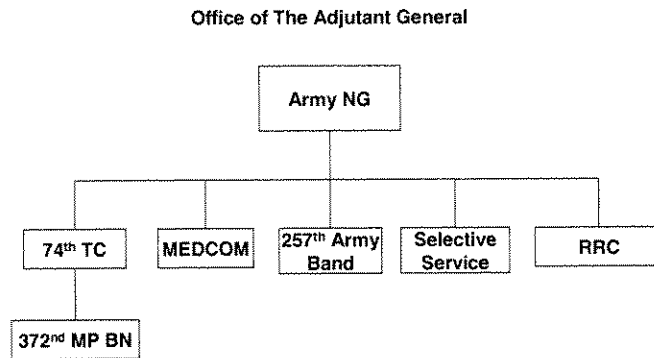 Office of The Adjutant General
Army NG
74th TC
MEDCOM
257th Army
Band
Selective
Service
RRC
372nd MP BN